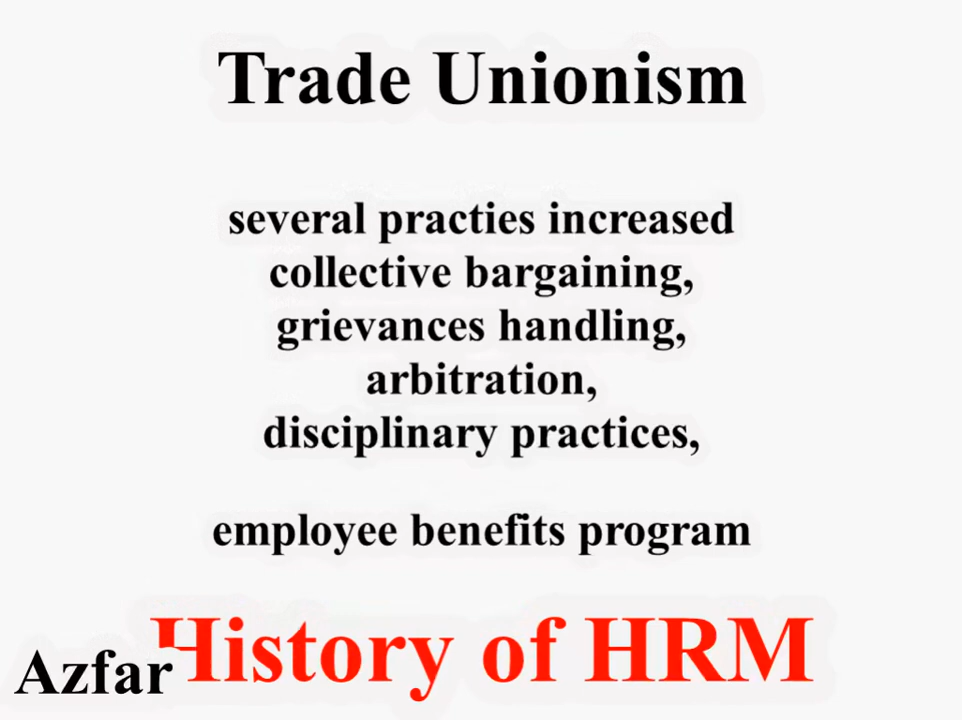 Trade Unionism
several practies increased
collective bargaining,
grievances handling,
arbitration,
disciplinary practices,
employee benefits program
History of HRM
Azfar